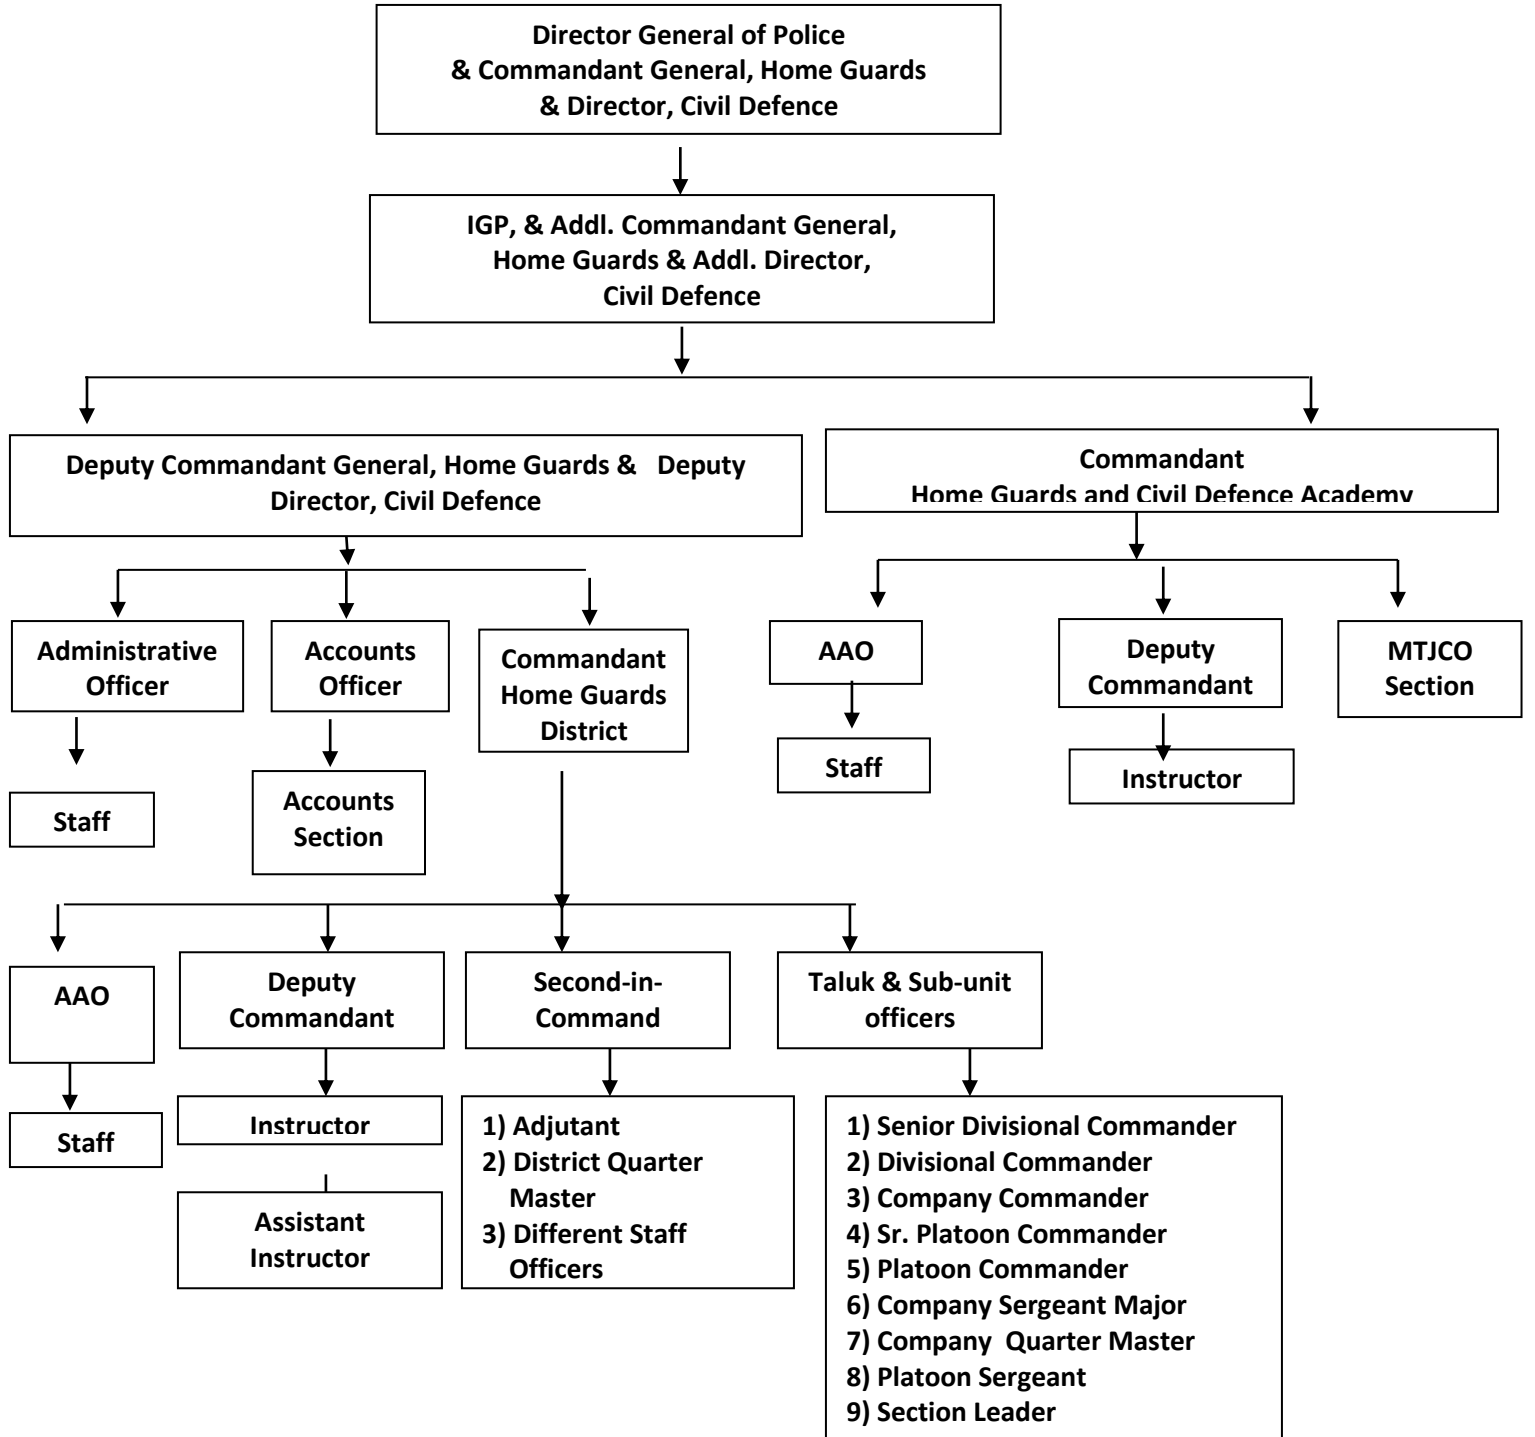 Director General of Police
& Commandant General, Home Guards
& Director, Civil Defence
IGP, & Addl. Commandant General,
Home Guards & Addl. Director,
Civil Defence
Deputy Commandant General, Home Guards & Deputy
Director, Civil Defence
Commandant
Home Guards and Civil Defence Academy
Administrative
Officer
Accounts
Officer
Commandant
Home Guards
District
AAO
Deputy
Commandant
MTJCO
Section
Staff
Accounts
Section
Staff
Instructor
AAO
Deputy
Commandant
Second-in-
Command
Taluk & Sub-unit
officers
Staff
Instructor
Assistant
Instructor
1) Adjutant
2) District Quarter
Master
3) Different Staff
Officers
1) Senior Divisional Commander
2) Divisional Commander
3) Company Commander
4) Sr. Platoon Commander
5) Platoon Commander
6) Company Sergeant Major
7) Company Quarter Master
8) Platoon Sergeant
9) Section Leader